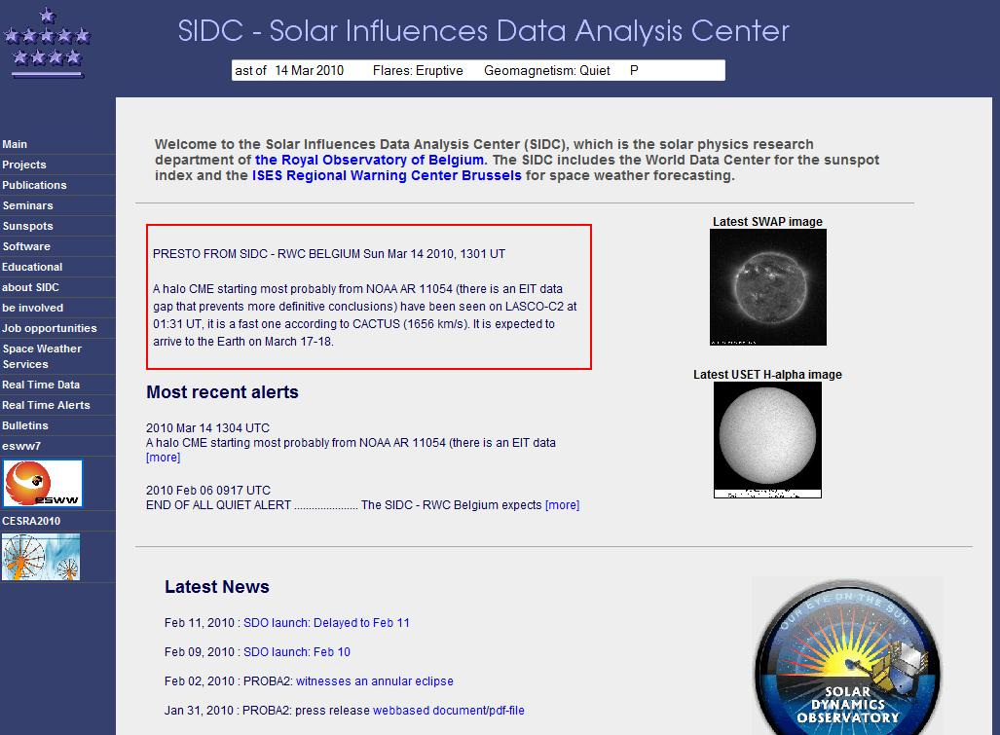 SIDC - Solar Influences Data Analysis Center
ast of 14 Mar 2010 Flares: Eruptive Geomagnetism: Quiet P
Main
Projects
Publications
Seminars
Sunspots
Software
Educational
about SIDC
be involved
Job opportunities
Space Weather
Services
Real Time Data
Real Time Alerts
Bulletins
esww7
esww
CESRA2010
Welcome to the Solar Influences Data Analysis Center (SIDC), which is the solar physics research
department of the Royal Observatory of Belgium. The SIDC includes the World Data Center for the sunspot
index and the ISES Regional Warning Center Brussels for space weather forecasting.
PRESTO FROM SIDC - RWC BELGIUM Sun Mar 14 2010, 1301 UT
A halo CME starting most probably from NOAA AR 11054 (there is an EIT data
gap that prevents more definitive conclusions) have been seen on LASCO-C2 at
01:31 UT, it is a fast one according to CACTUS (1656 km/s). It is expected to
arrive to the Earth on March 17-18.
Most recent alerts
2010 Mar 14 1304 UTC
A halo CME starting most probably from NOAA AR 11054 (there is an EIT data
[more]
2010 Feb 06 0917 UTC
END OF ALL QUIET ALERT ...................... The SIDC - RWC Belgium expects [more]
Latest SWAP image
Latest USET H-alpha image
Latest News
Feb 11, 2010 : SDO launch: Delayed to Feb 11
Feb 09, 2010 : SDO launch: Feb 10
Feb 02, 2010 : PROBA2: witnesses an annular eclipse
Jan 31, 2010 : PROBA2: press release webbased document/pdf-file
OUR EYE ON THE SUN
SOLAR
DYNAMICS
OBSERVATORY